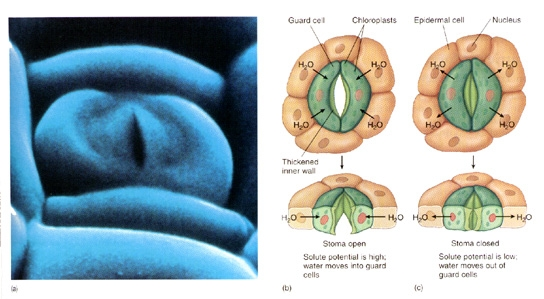 Guard cell
Chloroplasts
H₂O
H₂O
H₂O
H₂O
Thickened
inner wall
H₂O
H₂O
Stoma open
Solute potential is high;
water moves into guard
cells
Epidermal cell
Nucleus
H₂O
H₂O
H₂O
H₂O
H₂O
H₂O
Stoma closed
Solute potential is low;
water moves out of
guard cells
(a)
(b)
(c)